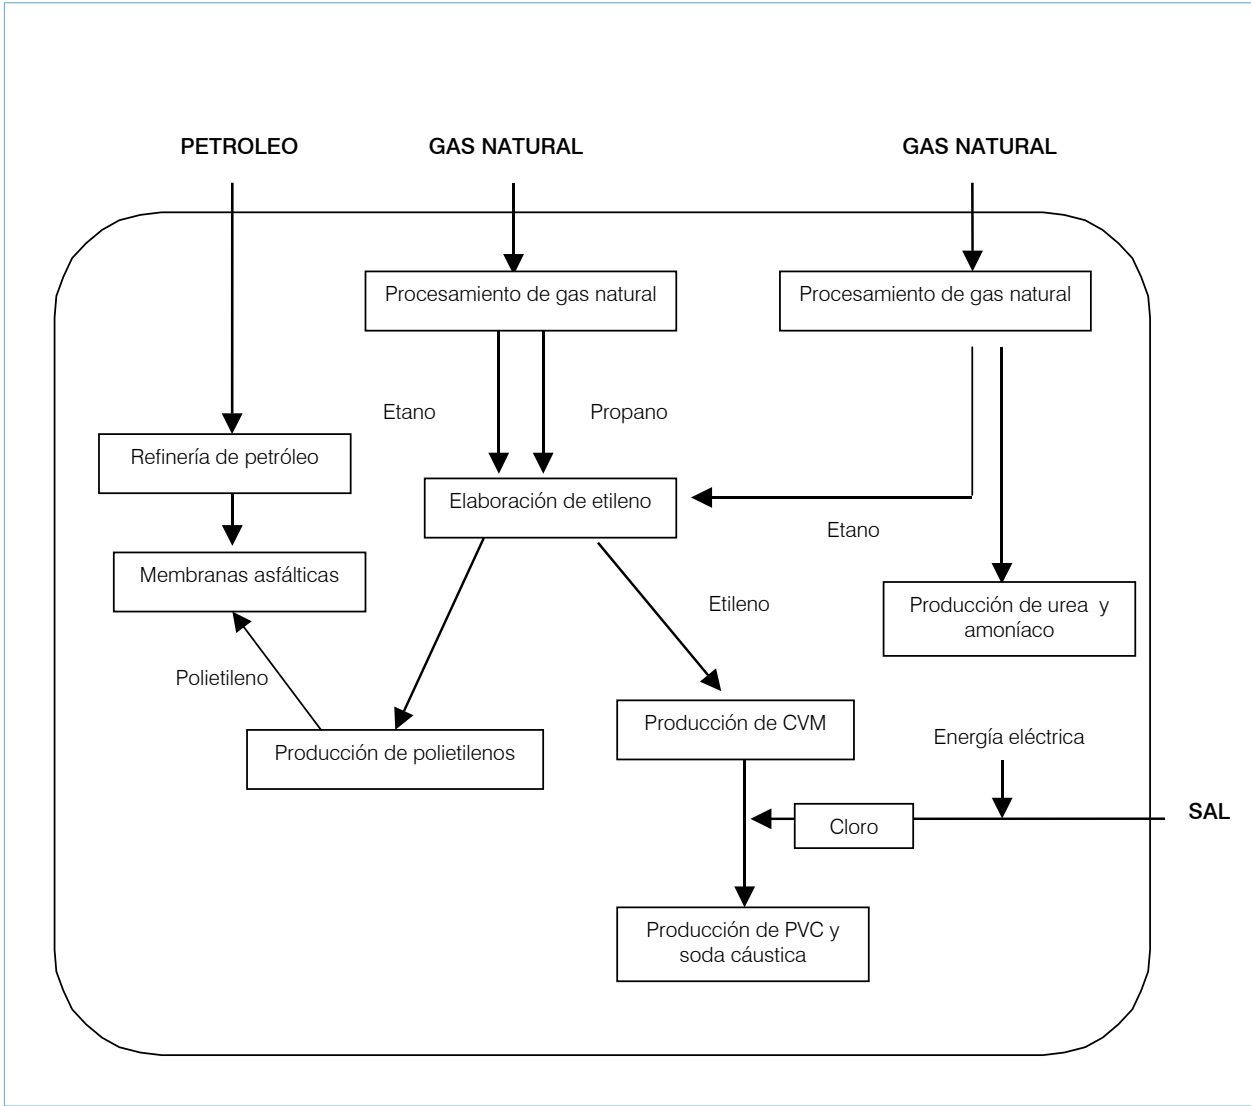 PETROLEO
GAS NATURAL
GAS NATURAL
Procesamiento de gas natural
Procesamiento de gas natural
Etano
Propano
Refinería de petróleo
Elaboración de etileno
Etano
Membranas asfálticas
Etileno
Producción de urea y
amoníaco
Polietileno
Producción de CVM
Energía eléctrica
Producción de polietilenos
SAL
Cloro
Producción de PVC y
soda cáustica